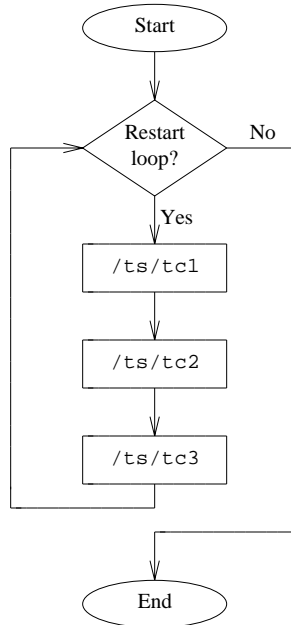 Start
Restart
loop?
No
Yes
/ts/tc1
/ts/tc2
/ts/tc3
End